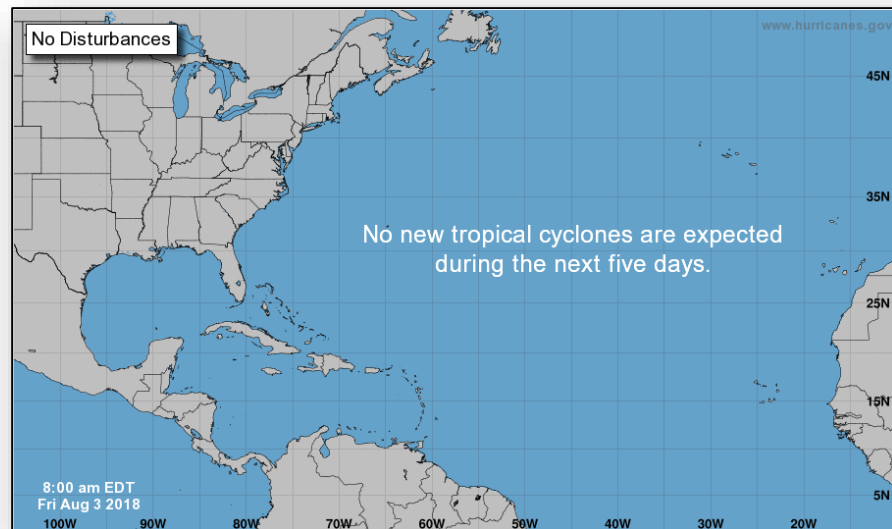 No Disturbances
www.hurricanes.gov
45N
35N
No new tropical cyclones are expected
during the next five days.
25N
15N
8:00 am EDT
Fri Aug 3 2018
5N
100W 90W 80W 70W 60W 50W 40W 30W 20W